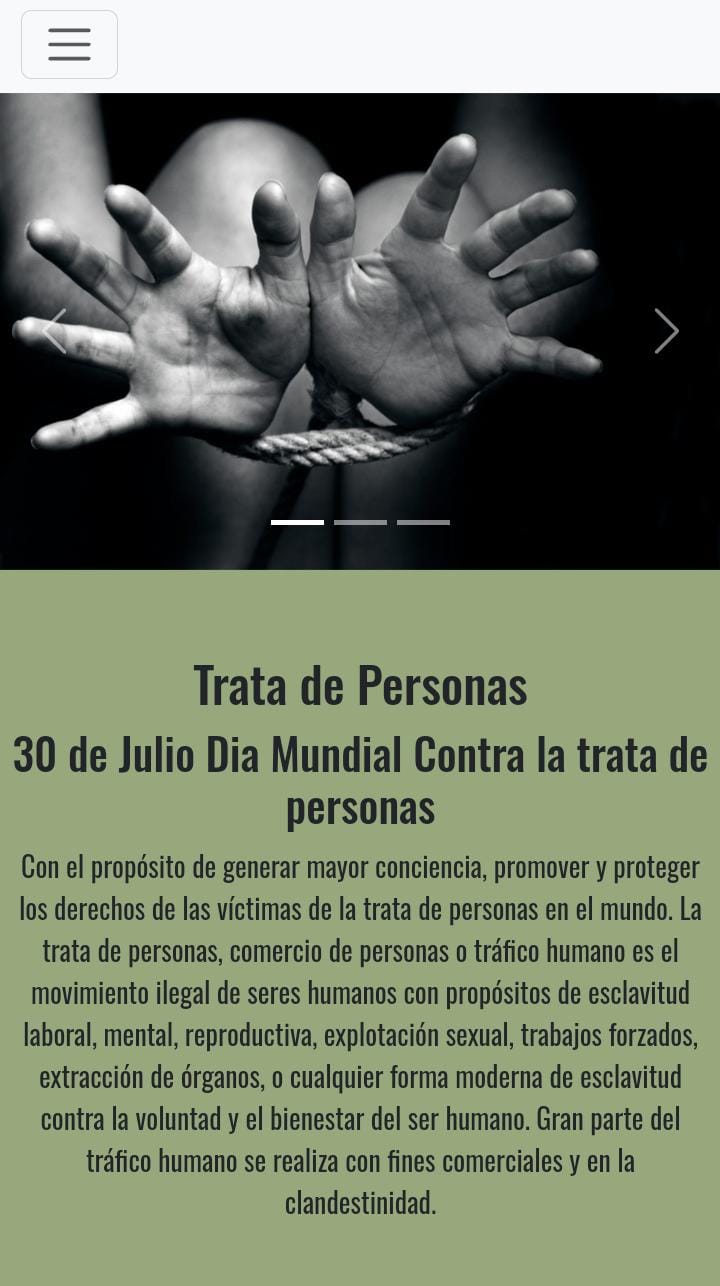 Trata de Personas
30 de Julio Dia Mundial Contra la trata de
personas
Con el propósito de generar mayor conciencia, promover y proteger
los derechos de las víctimas de la trata de personas en el mundo. La
trata de personas, comercio de personas o tráfico humano es el
movimiento ilegal de seres humanos con propósitos de esclavitud
laboral, mental, reproductiva, explotación sexual, trabajos forzados,
extracción de órganos, o cualquier forma moderna de esclavitud
contra la voluntad y el bienestar del ser humano. Gran parte del
tráfico humano se realiza con fines comerciales y en la
clandestinidad.